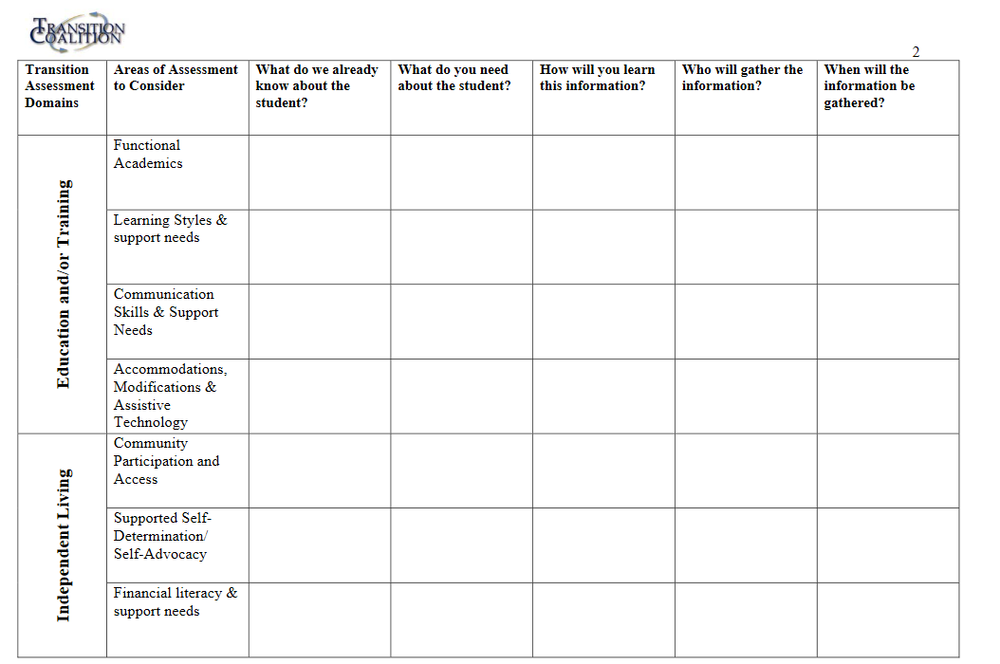 TRANSITION
COALITION
2
Transition
Assessment
Domains
Areas of Assessment
to Consider
What do we already
know about the
student?
What do you need
about the student?
How will you learn
this information?
Who will gather the
information?
When will the
information be
gathered?
Education and/or Training
Functional
Academics
Learning Styles &
support needs
Communication
Skills & Support
Needs
Accommodations,
Modifications &
Assistive
Technology
Independent Living
Community
Participation and
Access
Supported Self-
Determination/
Self-Advocacy
Financial literacy &
support needs